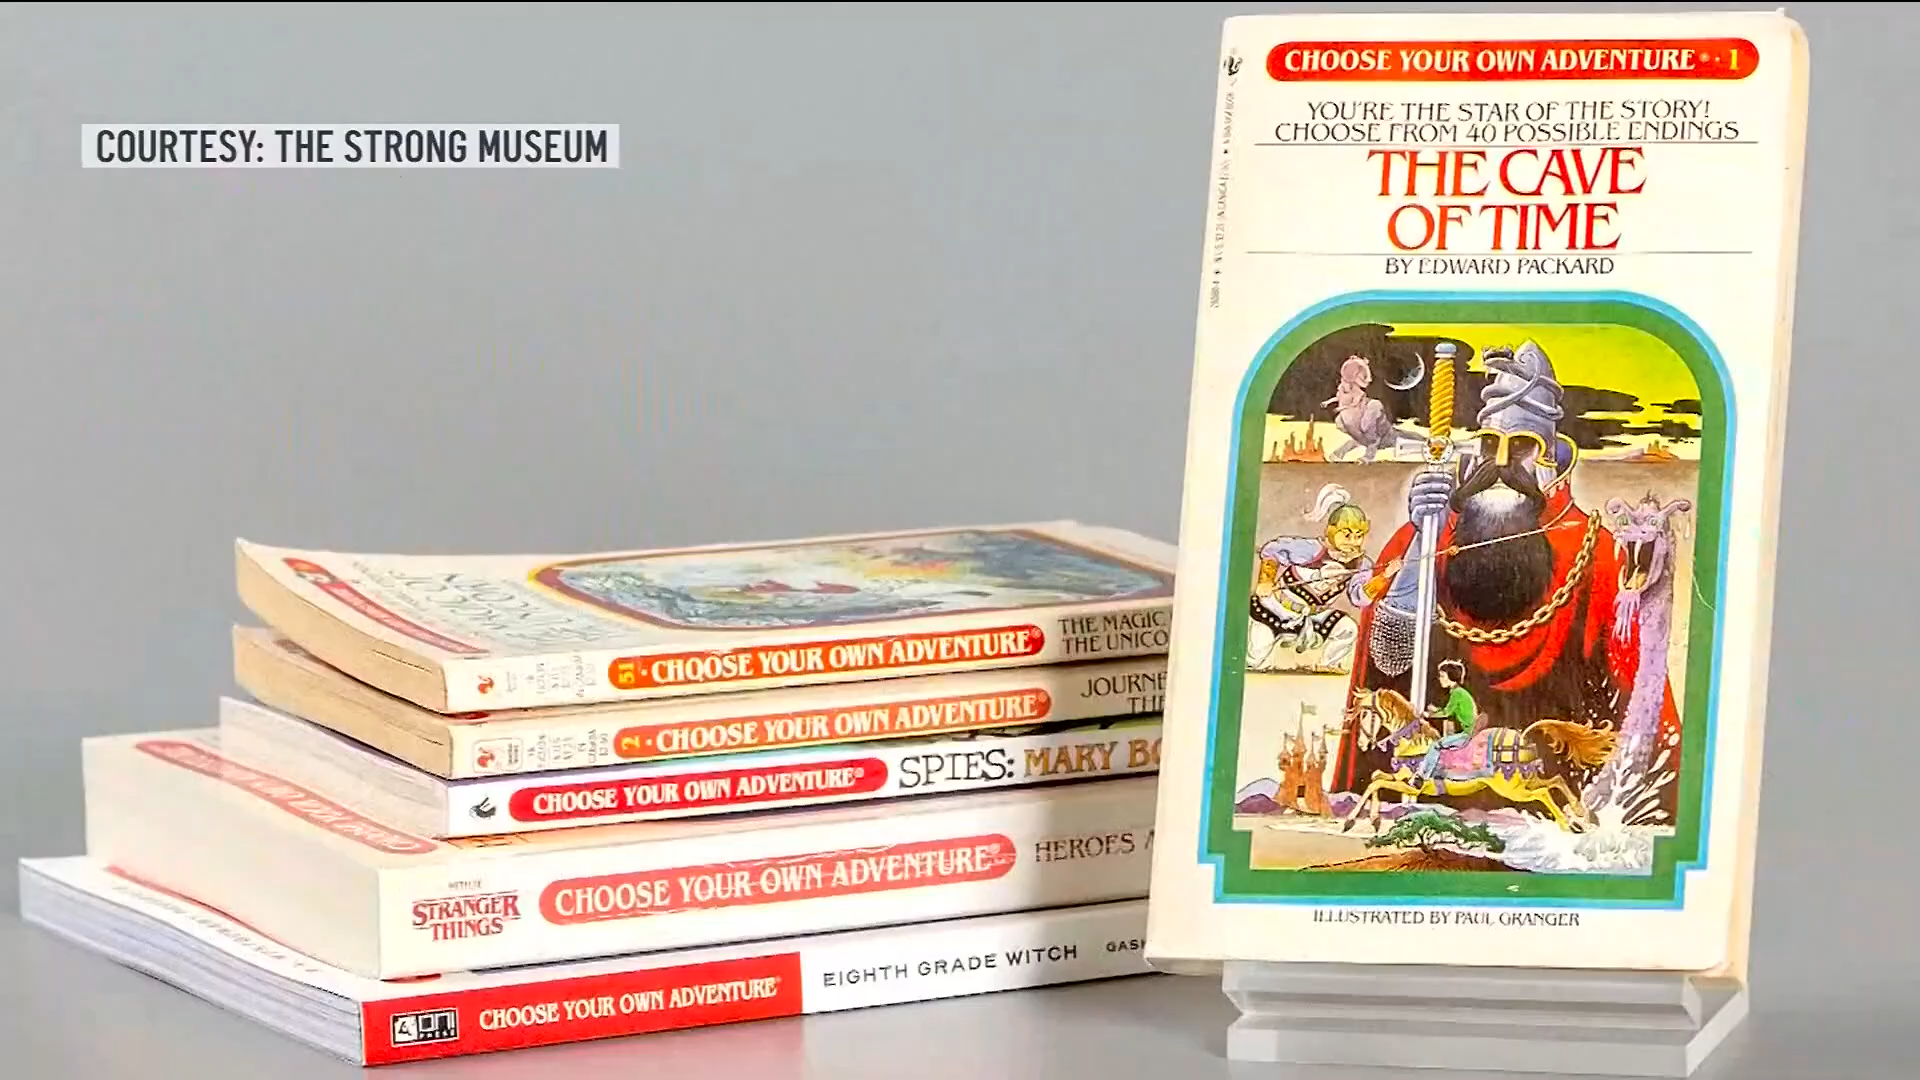 COURTESY: THE STRONG MUSEUM
CHOOSE YOUR OWN ADVENTURE® · 1
YOU'RE THE STAR OF THE STORY!
CHOOSE FROM 40 POSSIBLE ENDINGS
THE CAVE
OF TIME
BY EDWARD PACKARD
ILLUSTRATED BY PAUL GRANGER
51 · CHOOSE YOUR OWN ADVENTURE®
THE MAGIC
THE UNICO
2 · CHOOSE YOUR OWN ADVENTURE®
JOURNE
TH
CHOOSE YOUR OWN ADVENTURE®
SPIES: MARY BO
STRANGER
THINGS
CHOOSE YOUR OWN ADVENTURE®
HEROES
CHOOSE YOUR OWN ADVENTURE®
EIGHTH GRADE WITCH
GASH